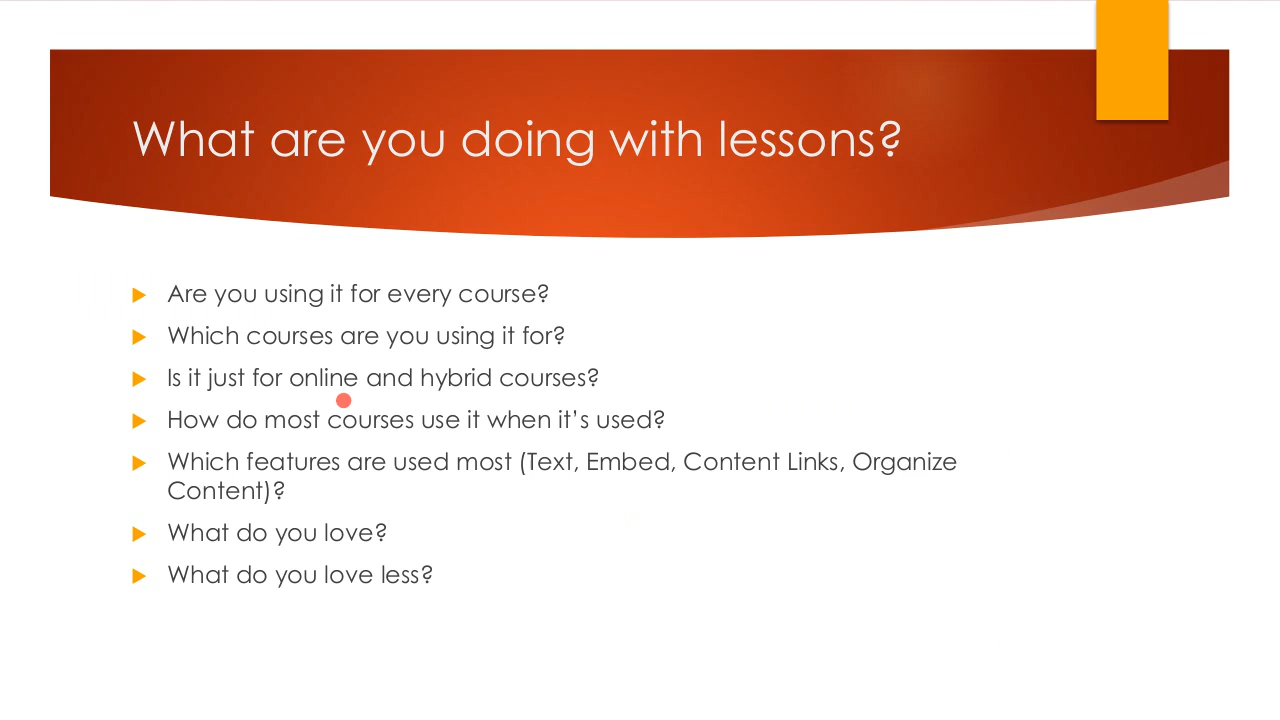 What are you doing with lessons?
Are you using it for every course?
Which courses are you using it for?
Is it just for online and hybrid courses?
How do most courses use it when it’s used?
Which features are used most (Text, Embed, Content Links, Organize
Content)?
What do you love?
What do you love less?